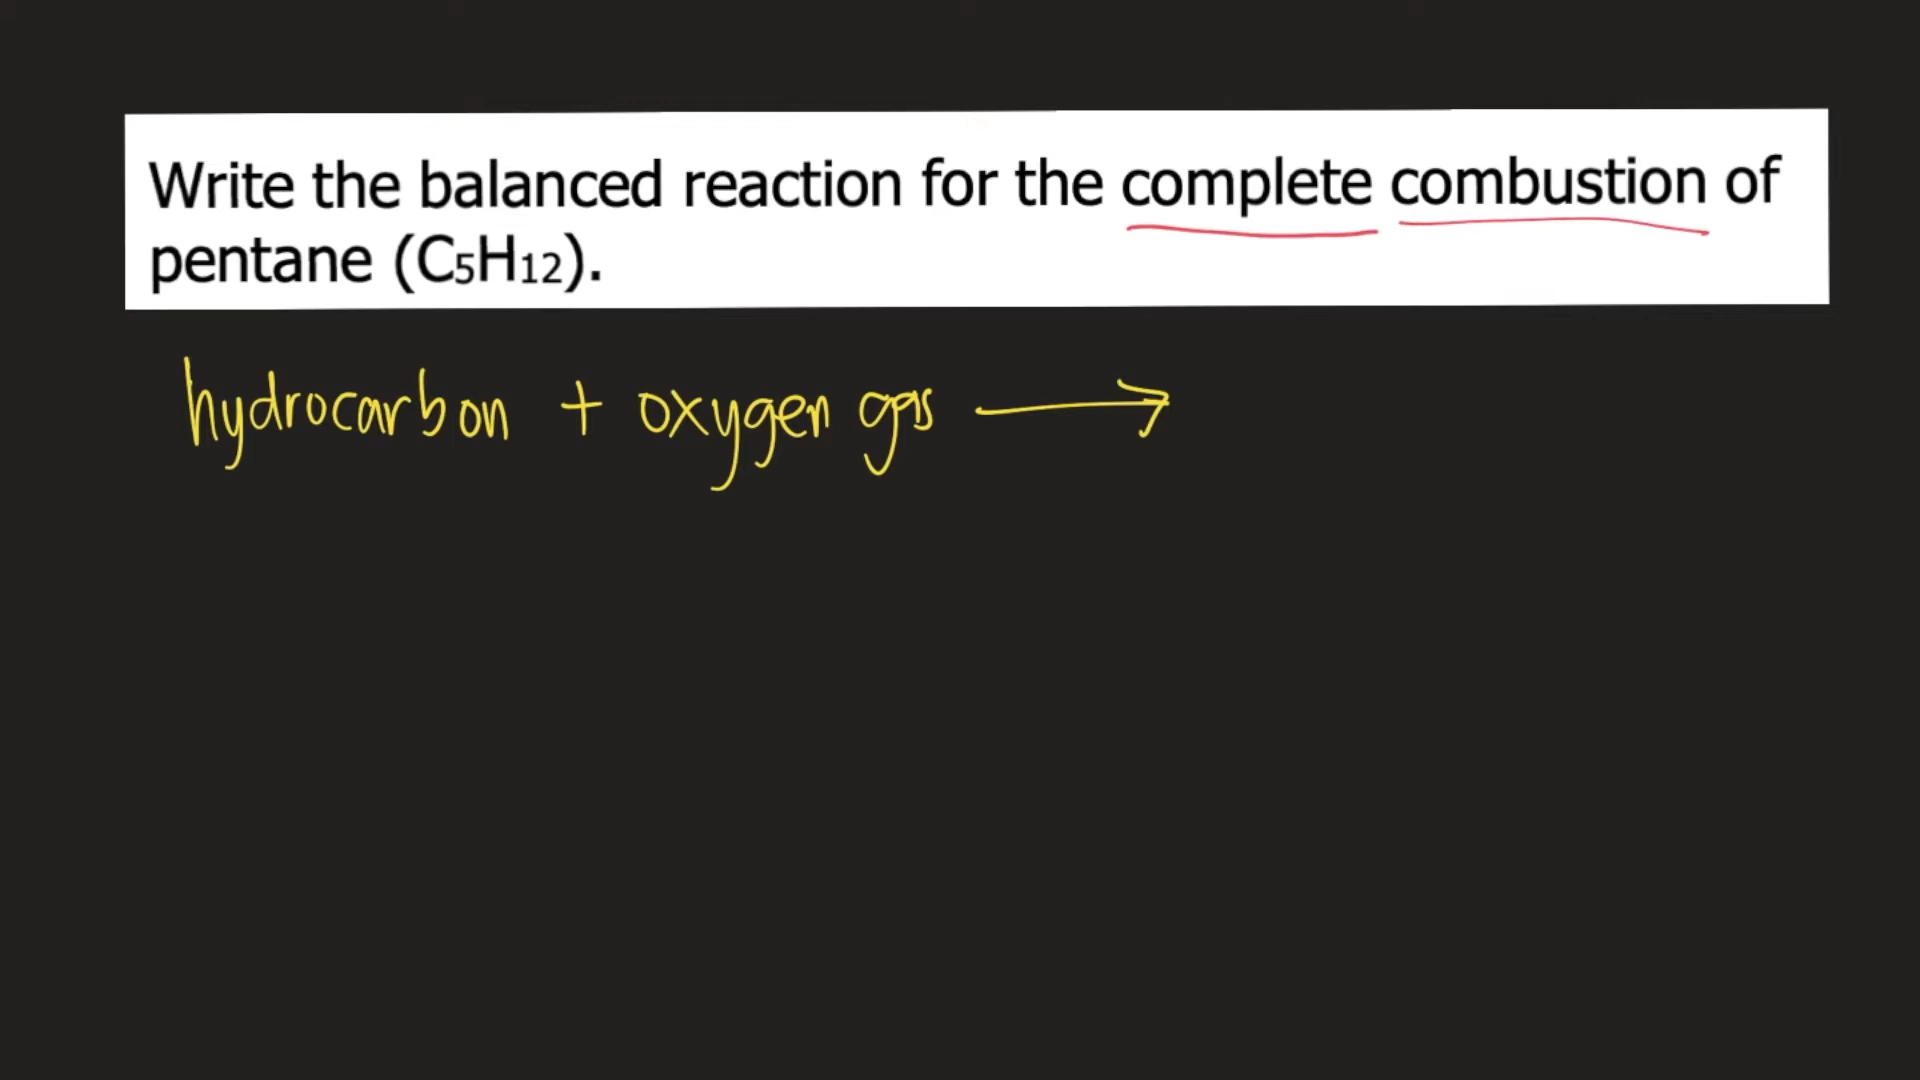 Write the balanced reaction for the complete combustion of
pentane (C₅H₁₂).
hydrocarbon + oxygen gas ⟶